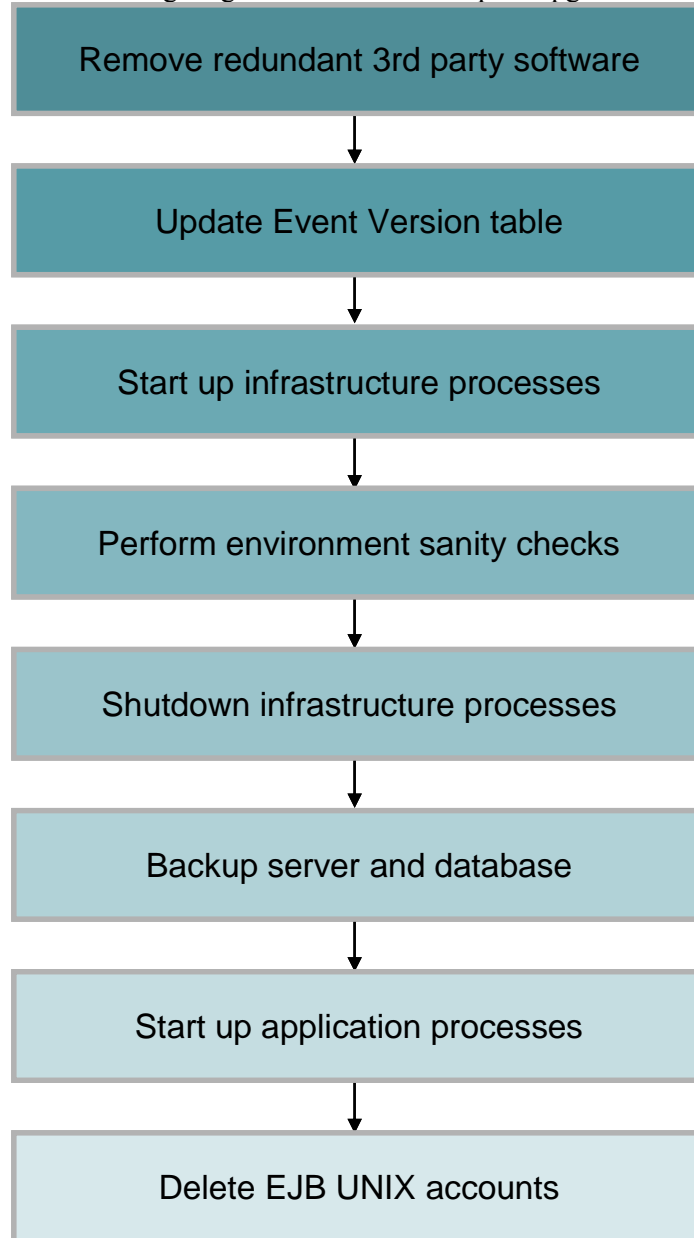 Remove redundant 3rd party software
Update Event Version table
Start up infrastructure processes
Perform environment sanity checks
Shutdown infrastructure processes
Backup server and database
Start up application processes
Delete EJB UNIX accounts